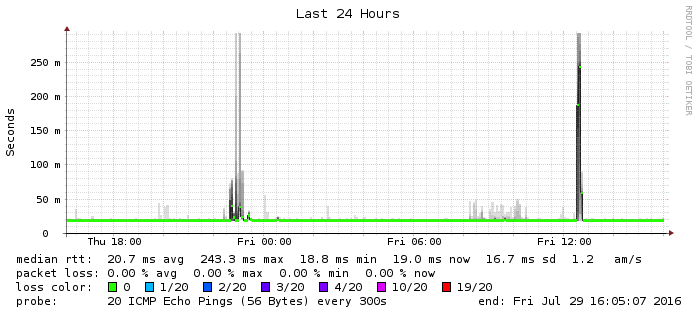 Last 24 Hours
RRDTOOL / TOBI OETIKER
Seconds
250 m
200 m
150 m
100 m
50 m
0
Thu 18:00 Fri 00:00 Fri 06:00 Fri 12:00
median rtt: 20.7 ms avg 243.3 ms max 18.8 ms min 19.0 ms now 16.7 ms sd 1.2 am/s
packet loss: 0.00 % avg 0.00 % max 0.00 % min 0.00 % now
loss color: 0 1/20 2/20 3/20 4/20 10/20 19/20
probe: 20 ICMP Echo Pings (56 Bytes) every 300s end: Fri Jul 29 16:05:07 2016